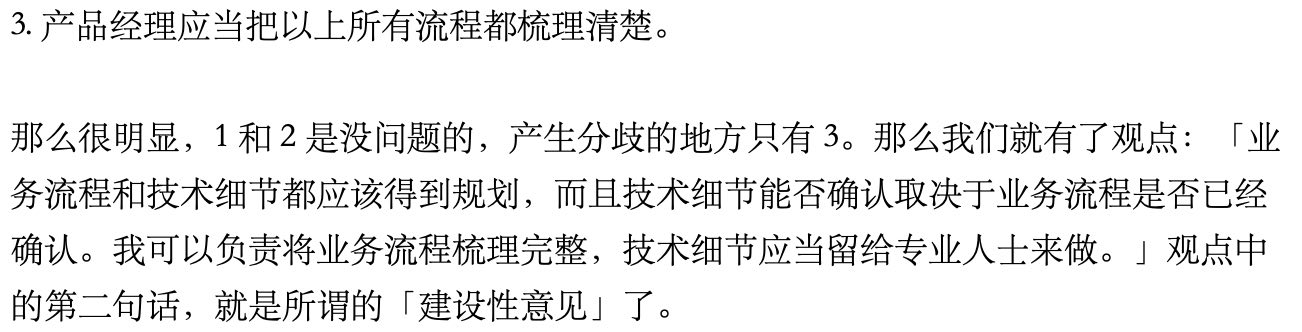 3. 产品经理应当把以上所有流程都梳理清楚。
那么很明显，1 和 2 是没问题的，产生分歧的地方只有 3。那么我们就有了观点：「业
务流程和技术细节都应该得到规划，而且技术细节能否确认取决于业务流程是否已经
确认。我可以负责将业务流程梳理完整，技术细节应当留给专业人士来做。」观点中
的第二句话，就是所谓的「建设性意见」了。